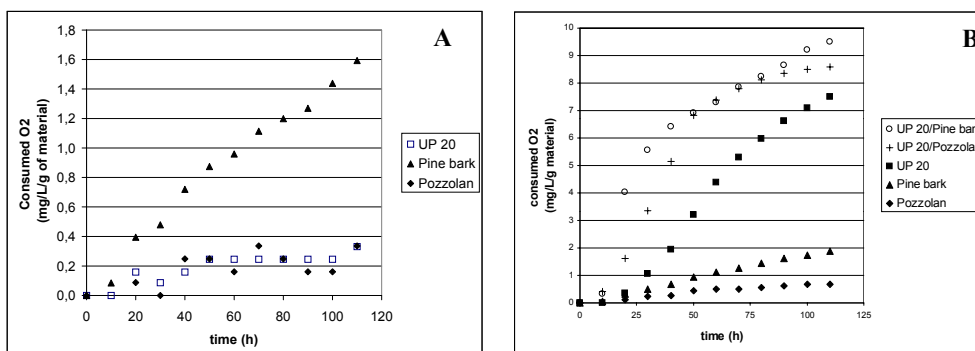 A
Consumed O2
(mg/L/g of material)
1,8
1,6
1,4
1,2
1,0
0,8
0,6
0,4
0,2
0,0
0 20 40 60 80 100 120
time (h)
UP 20
Pine bark
Pozzolan
B
consumed O2
(mg/L/g material)
10
9
8
7
6
5
4
3
2
1
0
0 25 50 75 100 125
time (h)
UP 20/Pine bar
UP 20/Pozzola
UP 20
Pine bark
Pozzolan